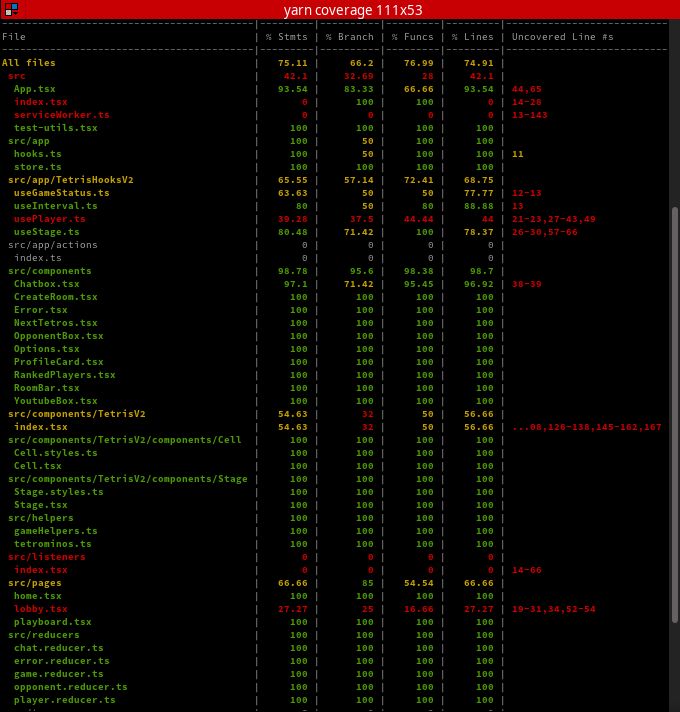 yarn coverage 111x53
File | % Stmts | % Branch | % Funcs | % Lines | Uncovered Line #s
All files | 75.11 | 66.2 | 76.99 | 74.91 |
src | 42.1 | 32.69 | 28 | 42.1 |
App.tsx | 93.54 | 83.33 | 66.66 | 93.54 | 44,65
index.tsx | 0 | 100 | 100 | 0 | 14-28
serviceWorker.ts | 0 | 0 | 0 | 0 | 13-143
test-utils.tsx | 100 | 100 | 100 | 100 |
src/app | 100 | 50 | 100 | 100 |
hooks.ts | 100 | 50 | 100 | 100 | 11
store.ts | 100 | 100 | 100 | 100 |
src/app/TetrisHooksV2 | 65.55 | 57.14 | 72.41 | 68.75 |
useGameStatus.ts | 63.63 | 50 | 50 | 77.77 | 12-13
useInterval.ts | 80 | 50 | 80 | 88.88 | 13
usePlayer.ts | 39.28 | 37.5 | 44.44 | 44 | 21-23,27-43,49
useStage.ts | 80.48 | 71.42 | 100 | 78.37 | 26-30,57-66
src/app/actions | 0 | 0 | 0 | 0 |
index.ts | 0 | 0 | 0 | 0 |
src/components | 98.78 | 95.6 | 98.38 | 98.7 |
Chatbox.tsx | 97.1 | 71.42 | 95.45 | 96.92 | 38-39
CreateRoom.tsx | 100 | 100 | 100 | 100 |
Error.tsx | 100 | 100 | 100 | 100 |
NextTetros.tsx | 100 | 100 | 100 | 100 |
OpponentBox.tsx | 100 | 100 | 100 | 100 |
Options.tsx | 100 | 100 | 100 | 100 |
ProfileCard.tsx | 100 | 100 | 100 | 100 |
RankedPlayers.tsx | 100 | 100 | 100 | 100 |
RoomBar.tsx | 100 | 100 | 100 | 100 |
YoutubeBox.tsx | 100 | 100 | 100 | 100 |
src/components/TetrisV2 | 54.63 | 32 | 50 | 56.66 |
index.tsx | 54.63 | 32 | 50 | 56.66 | ...08,126-138,145-162,167
src/components/TetrisV2/components/Cell | 100 | 100 | 100 | 100 |
Cell.styles.ts | 100 | 100 | 100 | 100 |
Cell.tsx | 100 | 100 | 100 | 100 |
src/components/TetrisV2/components/Stage | 100 | 100 | 100 | 100 |
Stage.styles.ts | 100 | 100 | 100 | 100 |
Stage.tsx | 100 | 100 | 100 | 100 |
src/helpers | 100 | 100 | 100 | 100 |
gameHelpers.ts | 100 | 100 | 100 | 100 |
tetrominos.ts | 100 | 100 | 100 | 100 |
src/listeners | 0 | 0 | 0 | 0 |
index.tsx | 0 | 0 | 0 | 0 | 14-66
src/pages | 66.66 | 85 | 54.54 | 66.66 |
home.tsx | 100 | 100 | 100 | 100 |
lobby.tsx | 27.27 | 25 | 16.66 | 27.27 | 19-31,34,52-54
playboard.tsx | 100 | 100 | 100 | 100 |
src/reducers | 100 | 100 | 100 | 100 |
chat.reducer.ts | 100 | 100 | 100 | 100 |
error.reducer.ts | 100 | 100 | 100 | 100 |
game.reducer.ts | 100 | 100 | 100 | 100 |
opponent.reducer.ts | 100 | 100 | 100 | 100 |
player.reducer.ts | 100 | 100 | 100 | 100 |